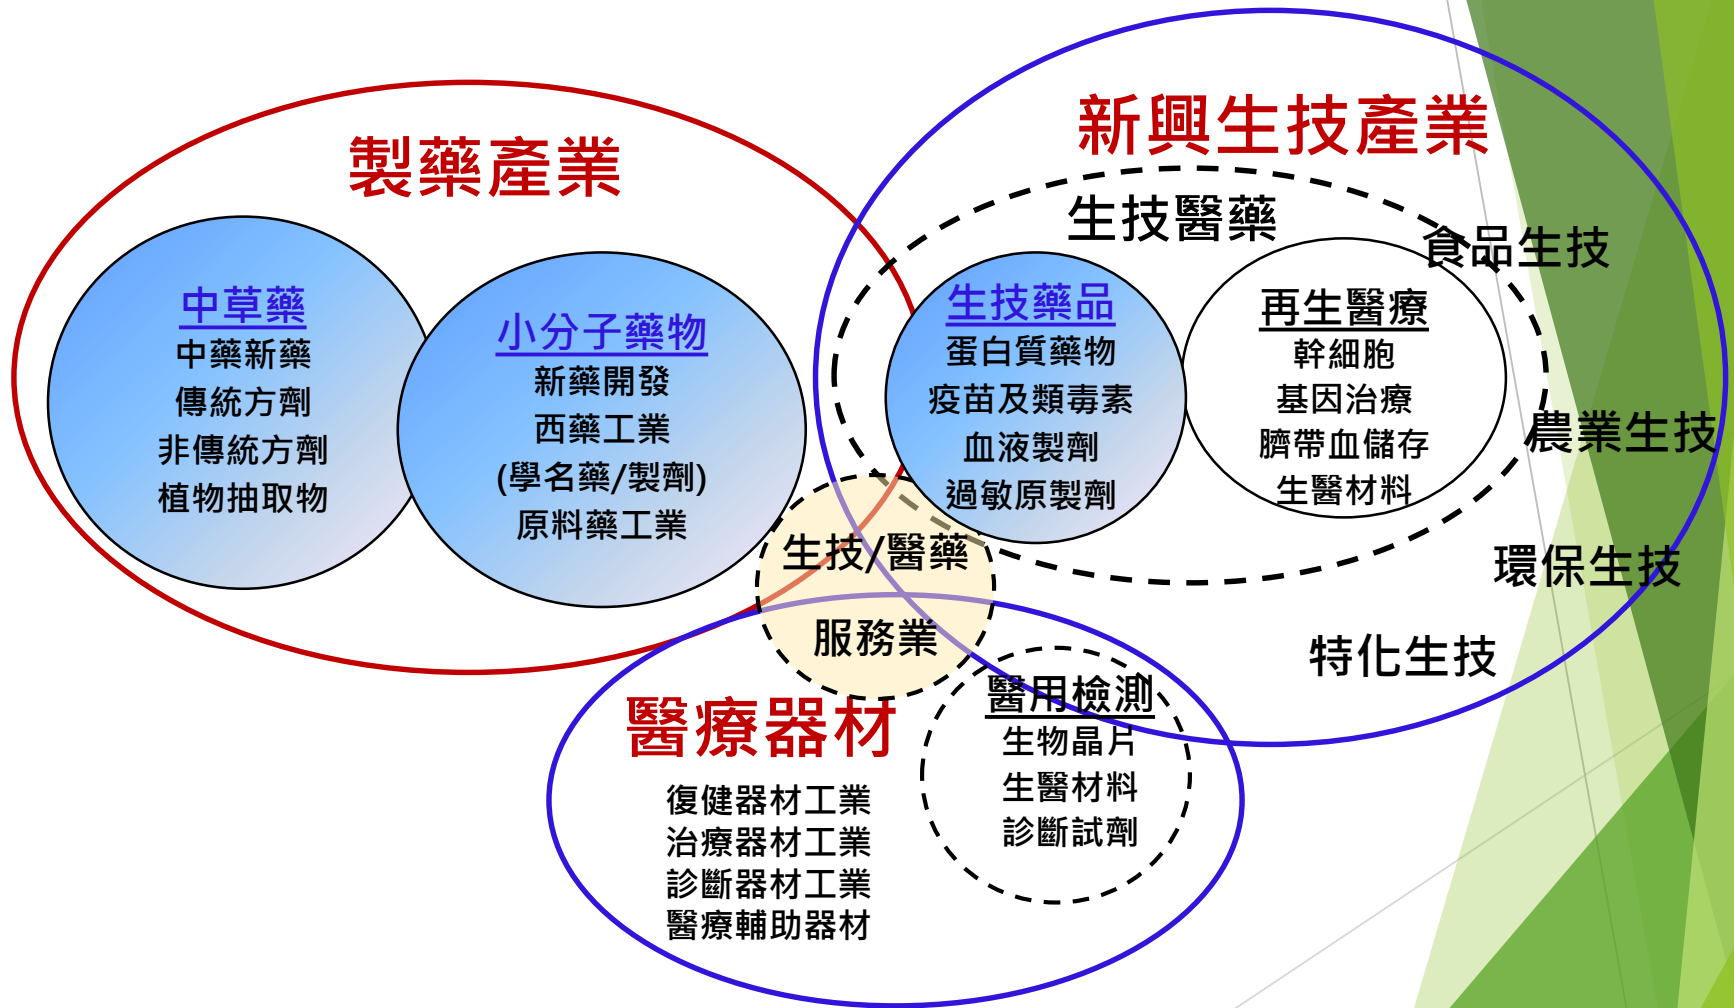 製藥產業
中草藥
中藥新藥
傳統方劑
非傳統方劑
植物抽取物
小分子藥物
新藥開發
西藥工業
(學名藥/製劑)
原料藥工業
新興生技產業
生技醫藥
生技藥品
蛋白質藥物
疫苗及類毒素
血液製劑
過敏原製劑
再生醫療
幹細胞
基因治療
臍帶血儲存
生醫材料
食品生技
農業生技
環保生技
特化生技
生技/醫藥
服務業
醫療器材
復健器材工業
治療器材工業
診斷器材工業
醫療輔助器材
醫用檢測
生物晶片
生醫材料
診斷試劑